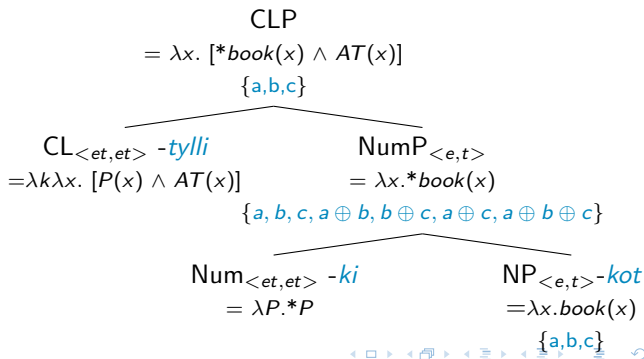 CLP
= λx. [*book(x) ∧ AT(x)]
{a,b,c}
CL<et,et> -tylli NumP<e,t>
=λkλx. [P(x) ∧ AT(x)] = λx.*book(x)
{a, b, c, a ⊕ b, b ⊕ c, a ⊕ c, a ⊕ b ⊕ c}
Num<et,et> -ki NP<e,t>-kot
= λP.*P =λx.book(x)
{a,b,c}